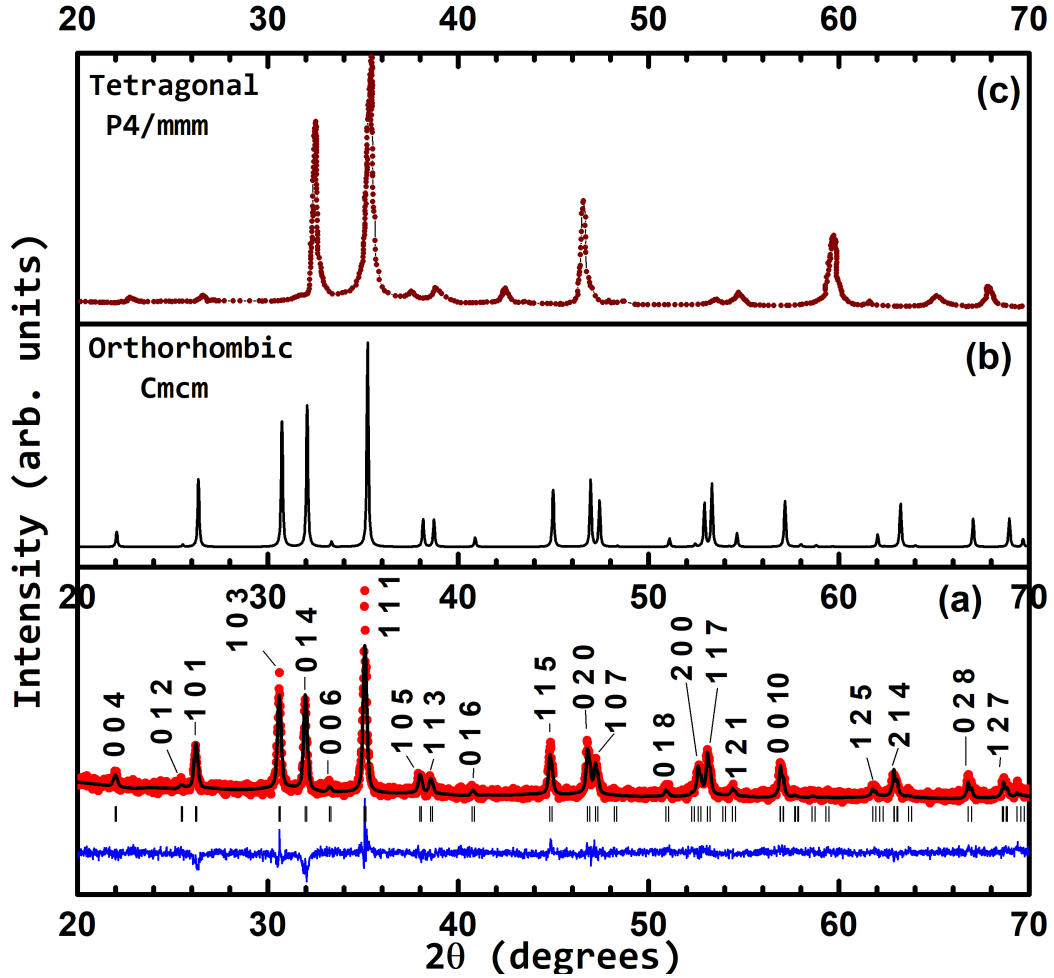 20 30 40 50 60 70
Tetragonal
P4/mmm
(c)
Orthorhombic
Cmcm
(b)
20 30 40 50 60 70
(a)
0 0 4
0 1 2
1 0 1
1 0 3
0 1 4
0 0 6
1 1 1
1 0 5
1 1 3
0 1 6
1 1 5
0 2 0
1 0 7
0 1 8
2 0 0
1 1 7
1 2 1
0 0 10
1 2 5
2 1 4
0 2 8
1 2 7
20 30 40 50 60 70
2θ (degrees)
Intensity (arb. units)